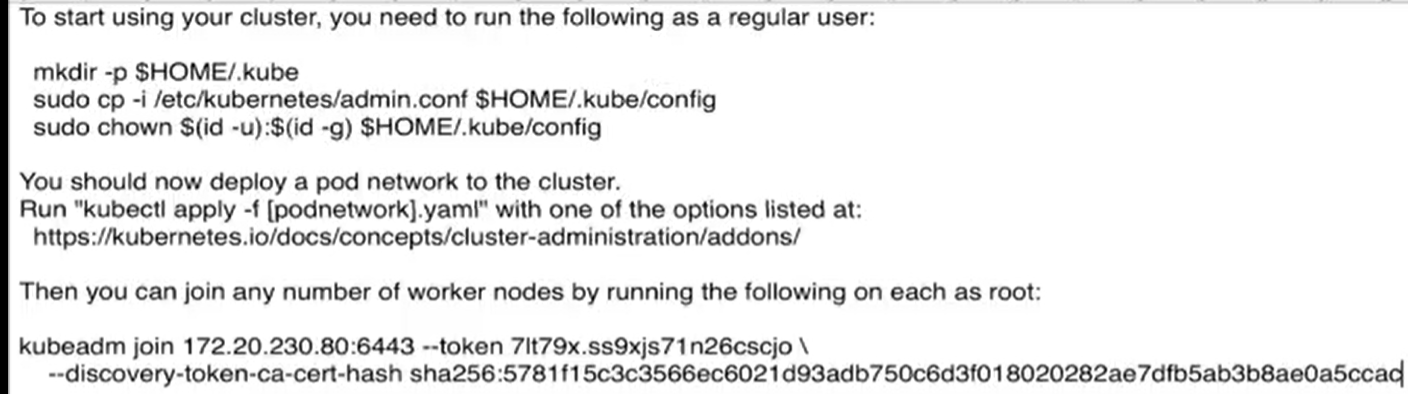 To start using your cluster, you need to run the following as a regular user:
mkdir -p $HOME/.kube
sudo cp -i /etc/kubernetes/admin.conf $HOME/.kube/config
sudo chown $(id -u):$(id -g) $HOME/.kube/config
You should now deploy a pod network to the cluster.
Run "kubectl apply -f [podnetwork].yaml" with one of the options listed at:
https://kubernetes.io/docs/concepts/cluster-administration/addons/
Then you can join any number of worker nodes by running the following on each as root:
kubeadm join 172.20.230.80:6443 --token 7lt79x.ss9xjs71n26cscjo \
--discovery-token-ca-cert-hash sha256:5781f15c3c3566ec6021d93adb750c6d3f018020282ae7dfb5ab3b8ae0a5ccad